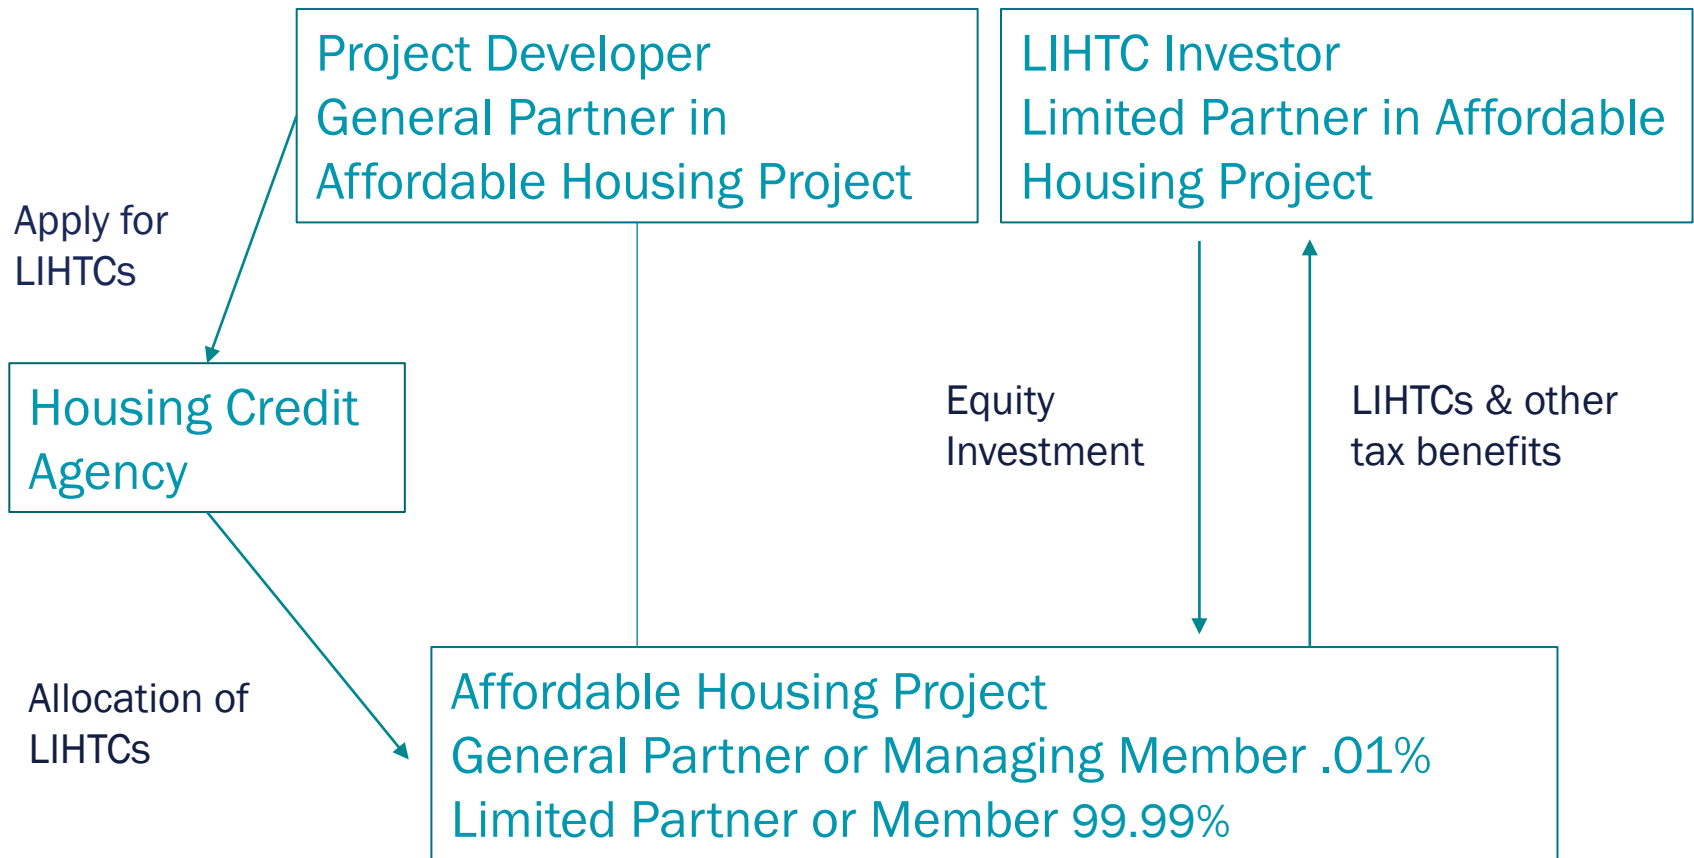 Project Developer
General Partner in
Affordable Housing Project
LIHTC Investor
Limited Partner in Affordable
Housing Project
Apply for
LIHTCs
Housing Credit
Agency
Equity
Investment
LIHTCs & other
tax benefits
Allocation of
LIHTCs
Affordable Housing Project
General Partner or Managing Member .01%
Limited Partner or Member 99.99%